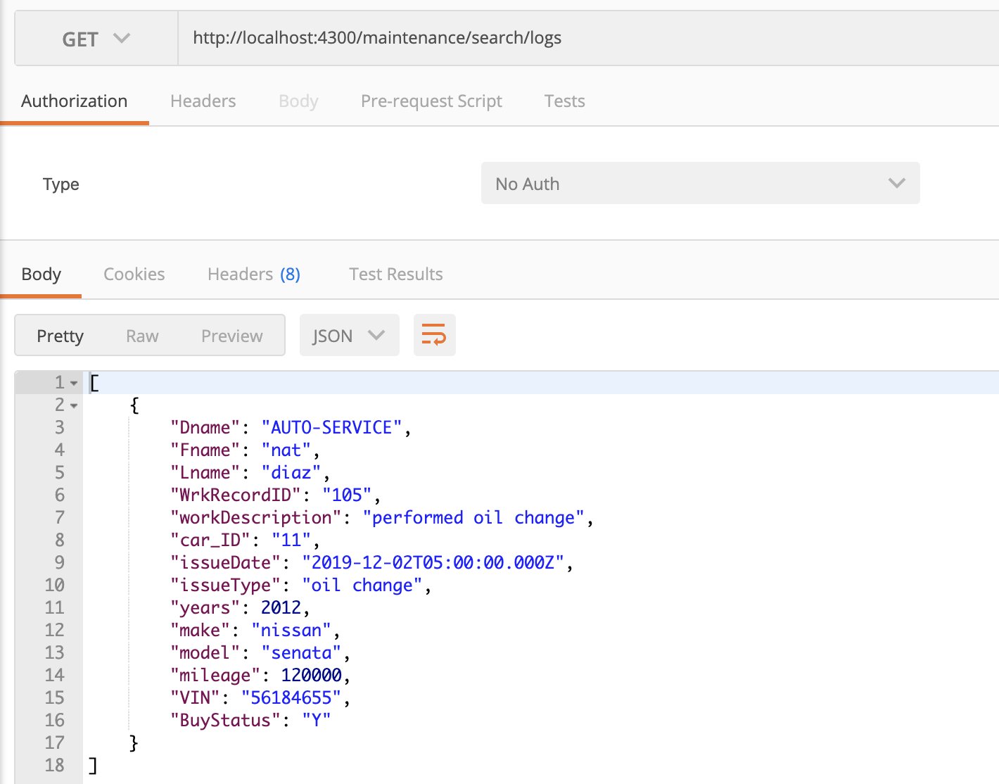 GET http://localhost:4300/maintenance/search/logs
Authorization Headers Body Pre-request Script Tests
Type No Auth
Body Cookies Headers (8) Test Results
Pretty Raw Preview JSON
1 [
2 {
3 "Dname": "AUTO-SERVICE",
4 "Fname": "nat",
5 "Lname": "diaz",
6 "WrkRecordID": "105",
7 "workDescription": "performed oil change",
8 "car_ID": "11",
9 "issueDate": "2019-12-02T05:00:00.000Z",
10 "issueType": "oil change",
11 "years": 2012,
12 "make": "nissan",
13 "model": "senata",
14 "mileage": 120000,
15 "VIN": "56184655",
16 "BuyStatus": "Y"
17 }
18 ]